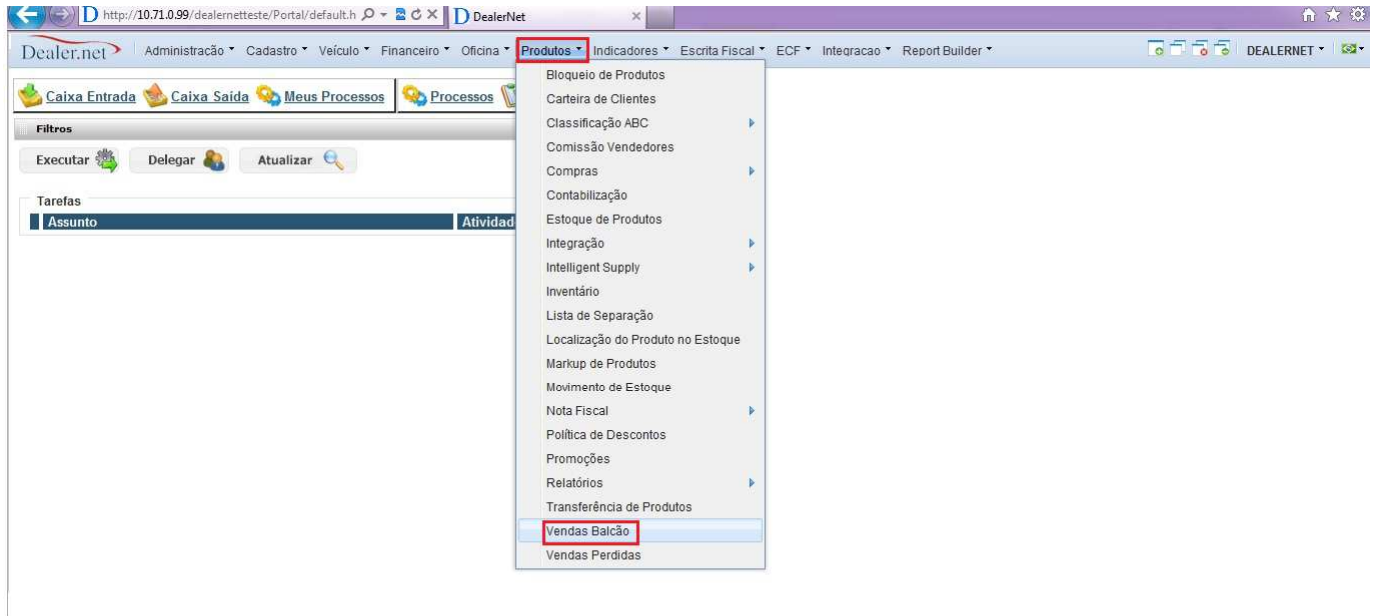 http://10.71.0.99/dealernetteste/Portal/default.h DealerNet
Dealer.net Administracão Cadastro Veículo Financeiro Oficina Produtos Indicadores Escrita Fiscal ECF Integracao Report Builder DEALERNET
Caixa Entrada Caixa Saída Meus Processos Processos
Filtros
Executar Delegar Atualizar
Tarefas
Assunto Atividad
Bloqueio de Produtos
Carteira de Clientes
Classificação ABC
Comissão Vendedores
Compras
Contabilização
Estoque de Produtos
Integração
Intelligent Supply
Inventário
Lista de Separação
Localização do Produto no Estoque
Markup de Produtos
Movimento de Estoque
Nota Fiscal
Política de Descontos
Promoções
Relatórios
Transferência de Produtos
Vendas Balcão
Vendas Perdidas